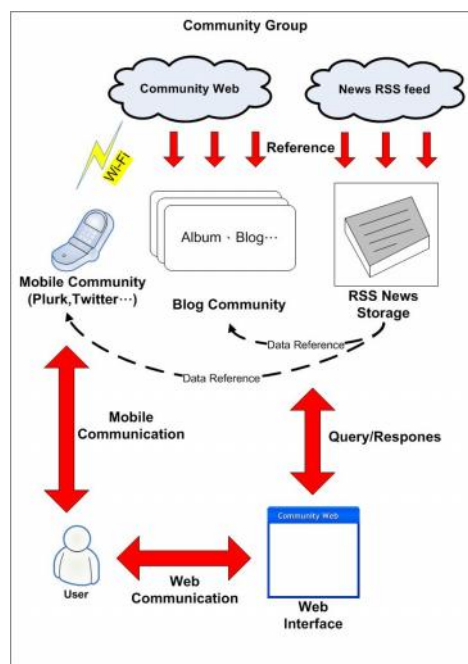 Community Group
Community Web
News RSS feed
Reference
Wi-Fi
Album、Blog…
Mobile Community
(Plurk,Twitter…)
Blog Community
RSS News
Storage
Data Reference
Data Reference
Mobile
Communication
Query/Respones
Community Web
User
Web
Communication
Web
Interface